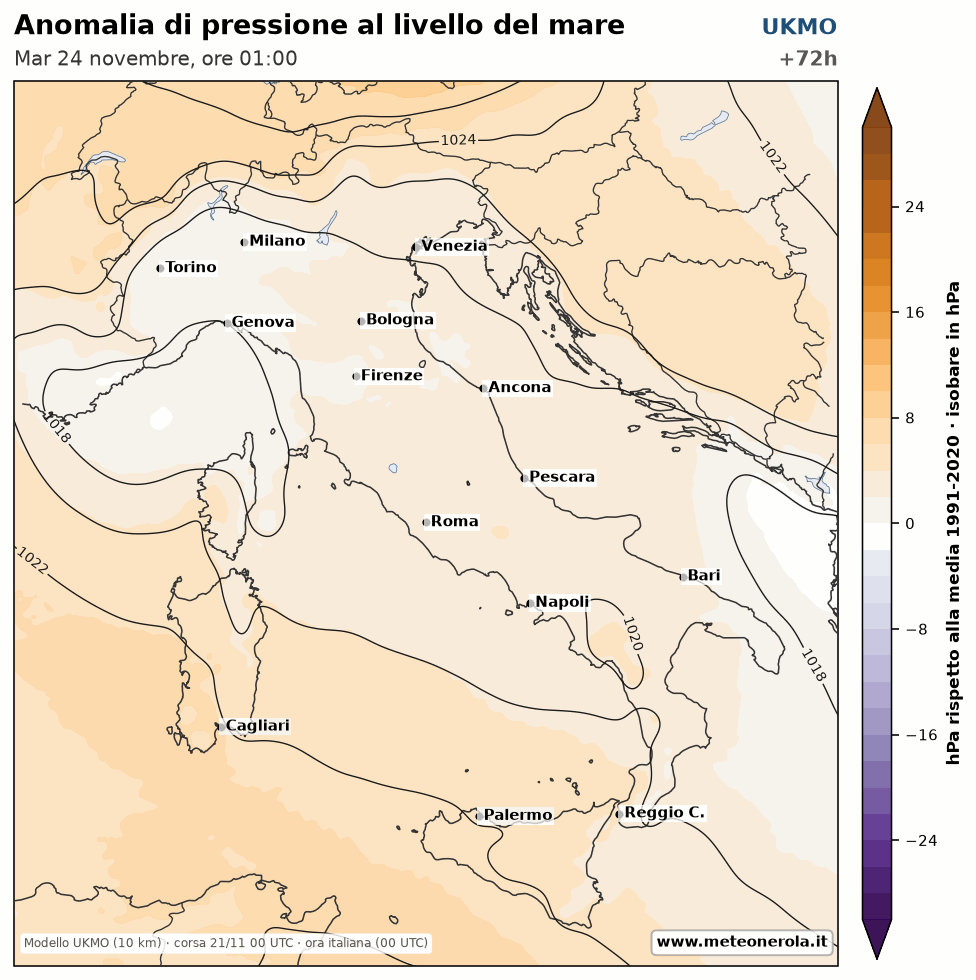 Anomalia di pressione al livello del mare
UKMO
Mar 24 novembre, ore 01:00
+72h
1024
1022
Milano
Venezia
Torino
Genova
Bologna
Firenze
Ancona
1018
Pescara
Roma
1022
Bari
Napoli
1020
1018
Cagliari
Palermo
Reggio C.
Modello UKMO (10 km) · corsa 21/11 00 UTC · ora italiana (00 UTC)
www.meteonerola.it
24
16
8
0
−8
−16
−24
hPa rispetto alla media 1991-2020 · isobare in hPa